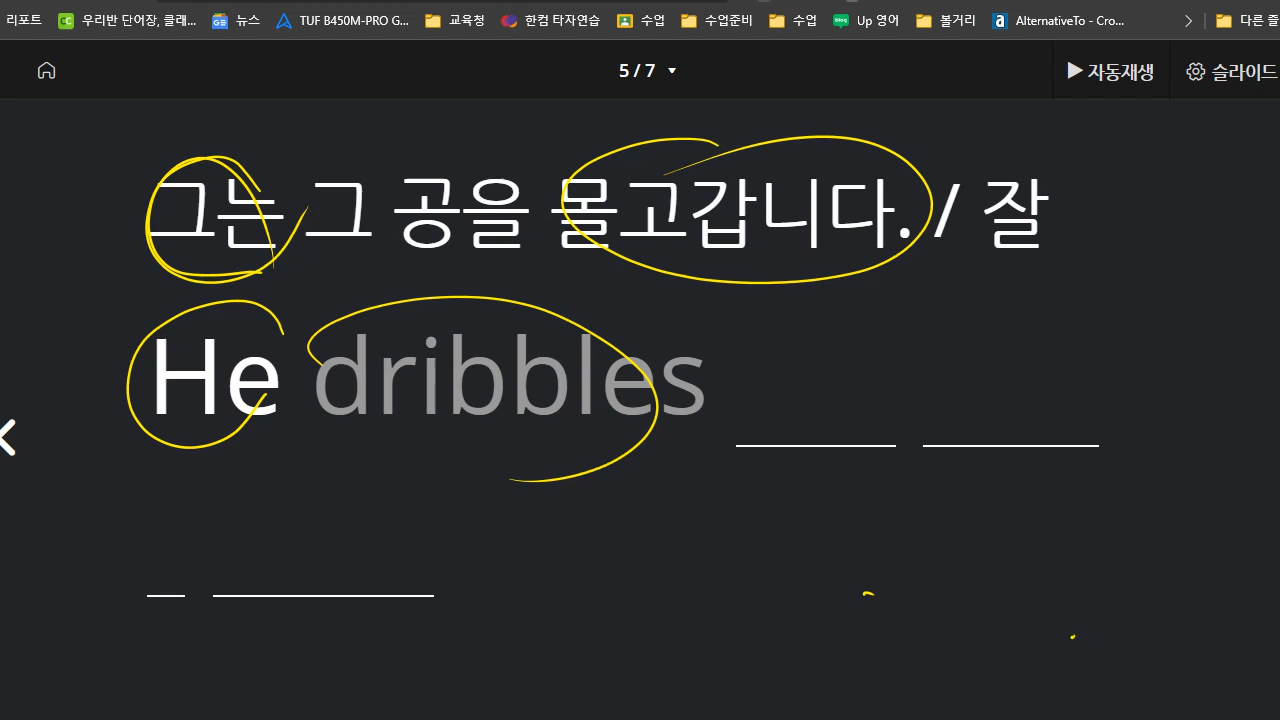 리포트 우리반 단어장, 클래... 뉴스 TUF B450M-PRO G... 교육청 한컴 타자연습 수업 수업준비 수업 Up 영어 볼거리 AlternativeTo - Cro... 다른 즐
5 / 7 자동재생 슬라이드
그는 그 공을 몰고갑니다. / 잘
He dribbles